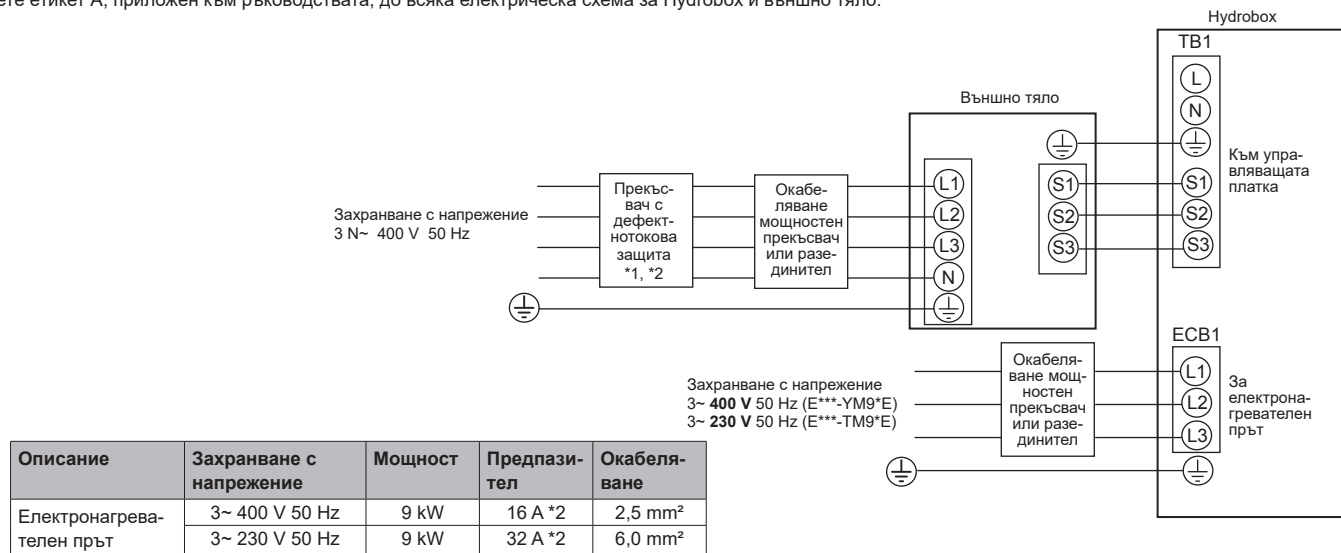 ете етикет A, приложен към ръководствата, до всяка електрическа схема за Hydrobox и външно тяло.
Hydrobox
TB1
L
N
Външно тяло
S1
S2
S3
Към упра-
вляващата
платка
L1
L2
L3
N
S1
S2
S3
Захранване с напрежение
3 N~ 400 V 50 Hz
Прекъс-
вач с
дефект-
нотокова
защита
*1, *2
Окабе-
ляване
мощностен
прекъсвач
или разе-
динител
ECB1
L1
L2
L3
За
електрона-
гревателен
прът
Захранване с напрежение
3~ 400 V 50 Hz (E***-YM9*E)
3~ 230 V 50 Hz (E***-TM9*E)
Окабеля-
ване мощ-
ностен
прекъсвач
или разе-
динител
Описание Захранване с напрежение Мощност Предпази-тел Окабеля-ване
Електронагрева-
телен прът
3~ 400 V 50 Hz 9 kW 16 A *2 2,5 mm²
3~ 230 V 50 Hz 9 kW 32 A *2 6,0 mm²